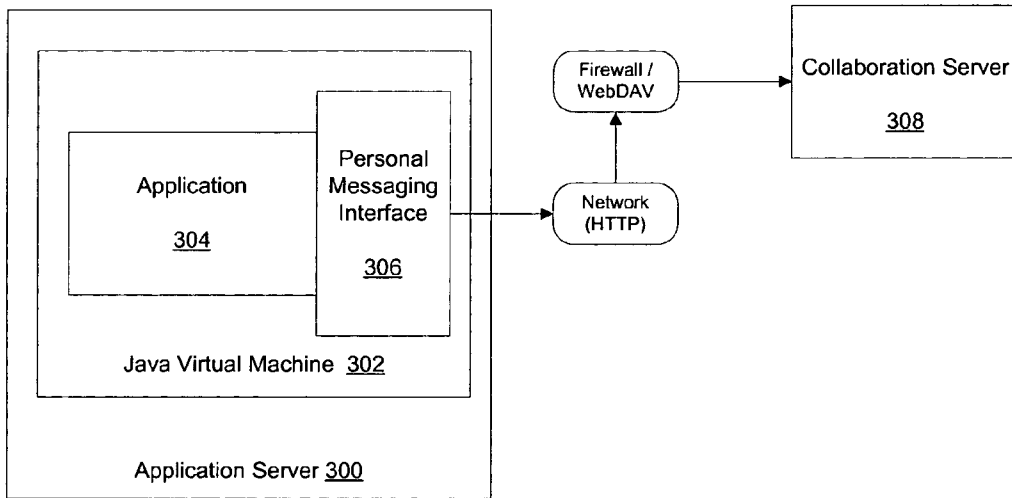 Application
304
Personal
Messaging
Interface
306
Java Virtual Machine 302
Application Server 300
Network
(HTTP)
Firewall /
WebDAV
Collaboration Server
308